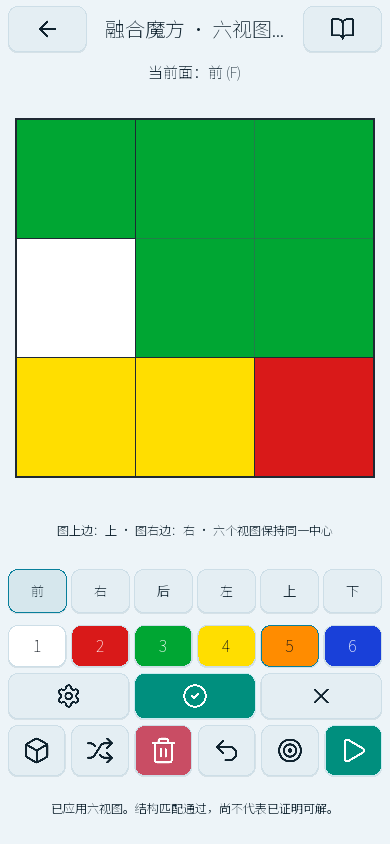 融合魔方 · 六视图...
当前面：前 (F)
图上边：上 · 图右边：右 · 六个视图保持同一中心
前 右 后 左 上 下
1 2 3 4 5 6
已应用六视图。结构匹配通过，尚不代表已证明可解。